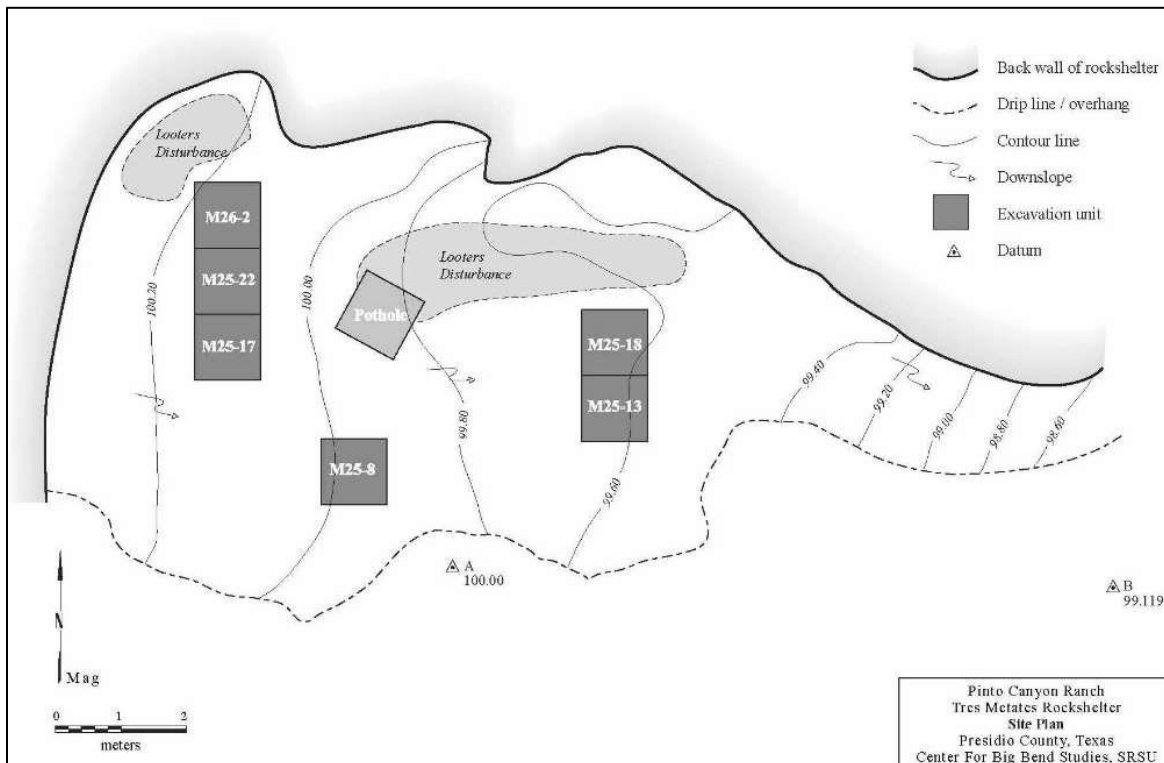 Back wall of rockshelter
Drip line / overhang
Contour line
Downslope
Excavation unit
Datum
Looters
Disturbance
M26-2
M25-22
M25-17
100.20
100.00
Looters
Disturbance
Pothole
99.80
M25-8
M25-18
M25-13
99.60
99.40
99.20
99.00
98.80
98.60
A
100.00
B
99.119
N
Mag
0 1 2
meters
Pinto Canyon Ranch
Tres Metates Rockshelter
Site Plan
Presidio County, Texas
Center For Big Bend Studies, SRSU